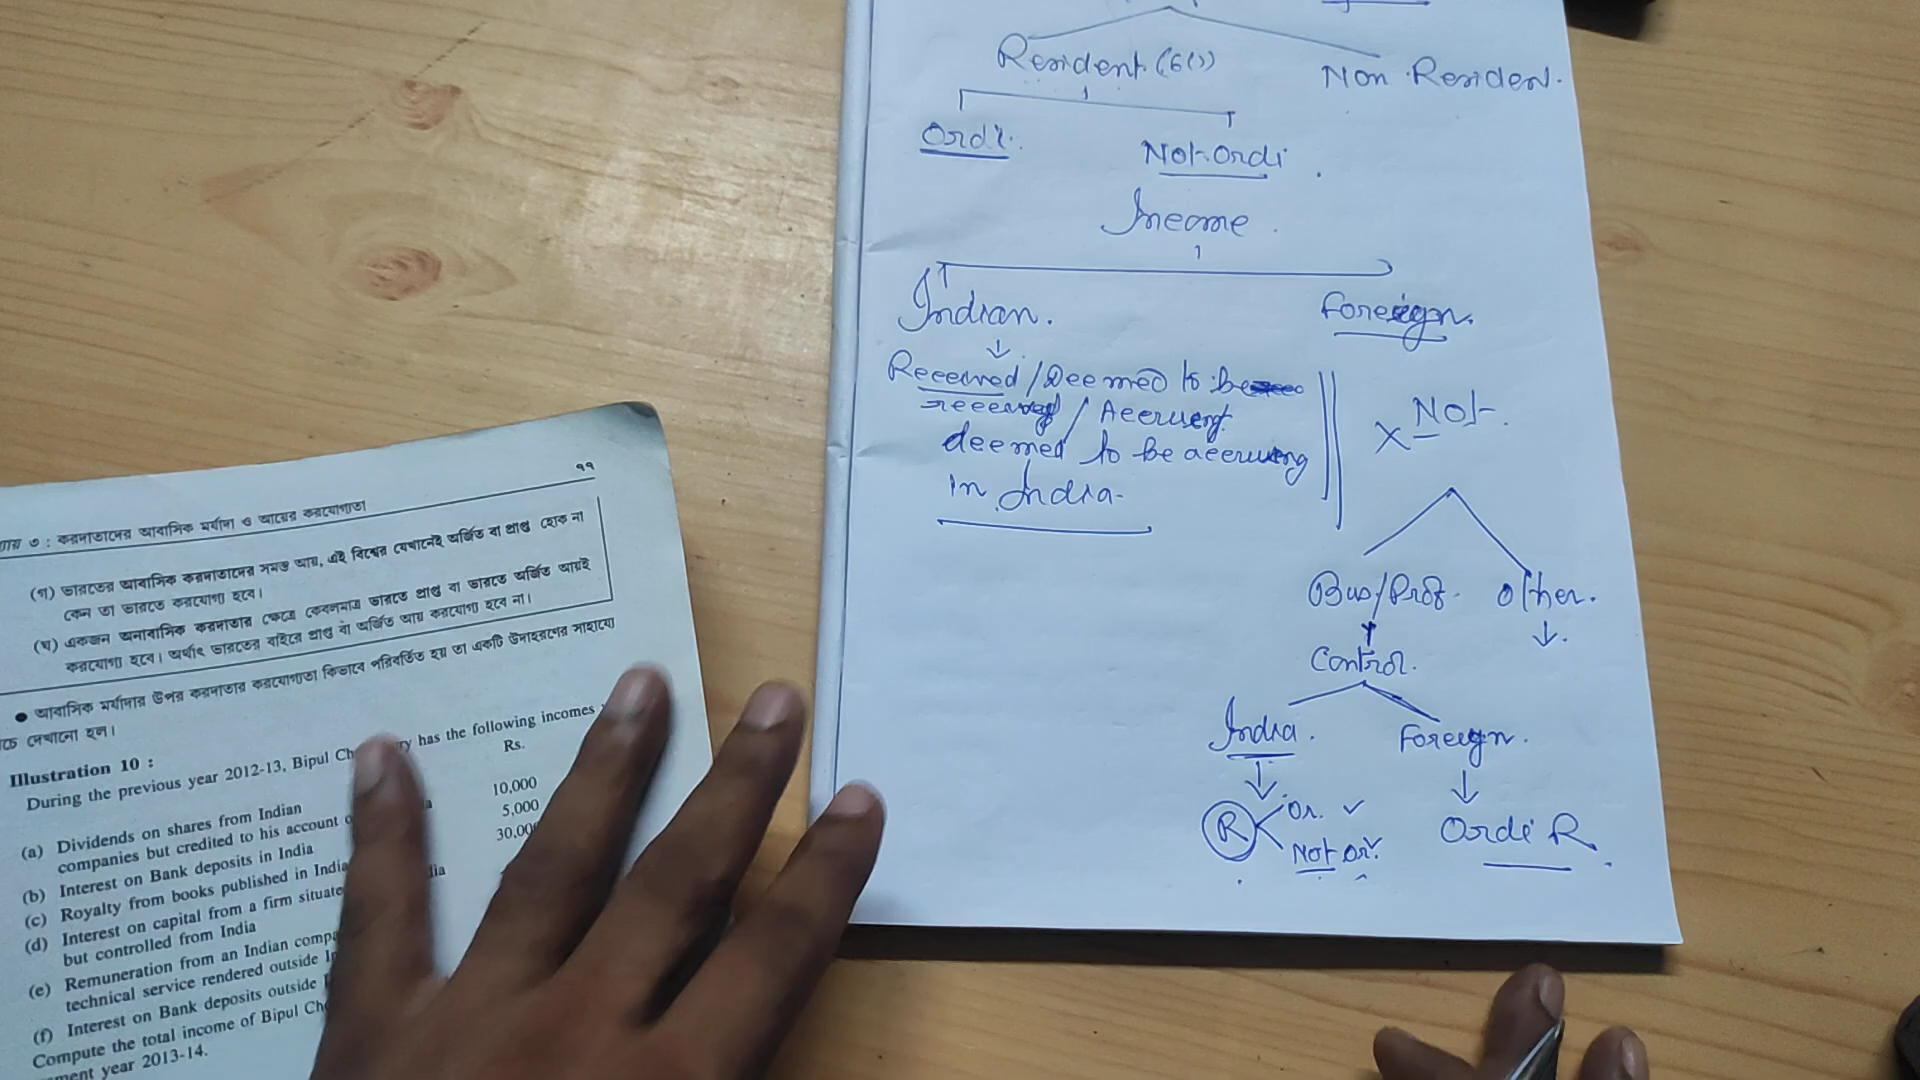 Resident (6(1))
Non Residen.
Ordi.
Not-Ordi
Income
Indian.
Foreign.
Received / Deemed to be
received / Accruent
deemed to be accruing
in India-
× Not-
Bus/Prof. Other.
Control.
India. Foreign.
R Or. ✓
Not Or. ✓
Ordi R
৭৭
৩ : করদাতাদের আবাসিক মর্যাদা ও আয়ের করযোগ্যতা
(গ) ভারতের আবাসিক করদাতাদের সমস্ত আয়, এই বিশ্বের যেখানেই অর্জিত বা প্রাপ্ত হোক না
কেন তা ভারতে করযোগ্য হবে।
(ঘ) একজন অনাবাসিক করদাতার ক্ষেত্রে কেবলমাত্র ভারতে প্রাপ্ত বা ভারতে অর্জিত আয়ই
করযোগ্য হবে। অর্থাৎ ভারতের বাইরে প্রাপ্ত বা অর্জিত আয় করযোগ্য হবে না।
● আবাসিক মর্যাদার উপর করদাতার করযোগ্যতা কিভাবে পরিবর্তিত হয় তা একটি উদাহরণের সাহায্যে
দেখানো হল।
Illustration 10 :
During the previous year 2012-13, Bipul has the following incomes
Rs.
(a) Dividends on shares from Indian
companies but credited to his account 10,000
(b) Interest on Bank deposits in India 5,000
(c) Royalty from books published in India 30,00
(d) Interest on capital from a firm
but controlled from India
(e) Remuneration from an Indian
technical service rendered outside
(f) Interest on Bank deposits outside
Compute the total income of Bipul
year 2013-14.